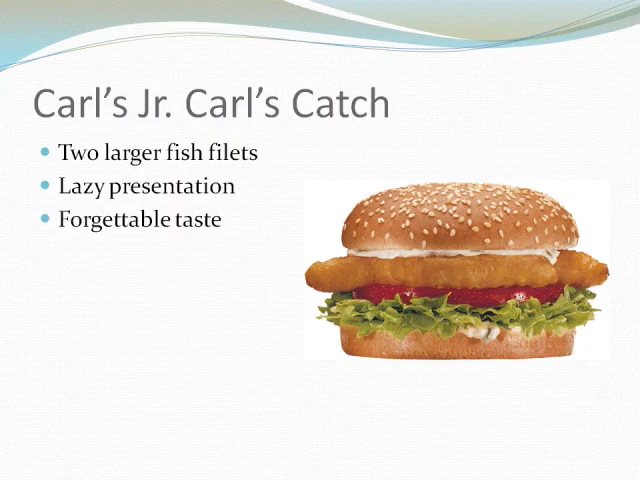 Carl’s Jr. Carl’s Catch
Two larger fish filets
Lazy presentation
Forgettable taste